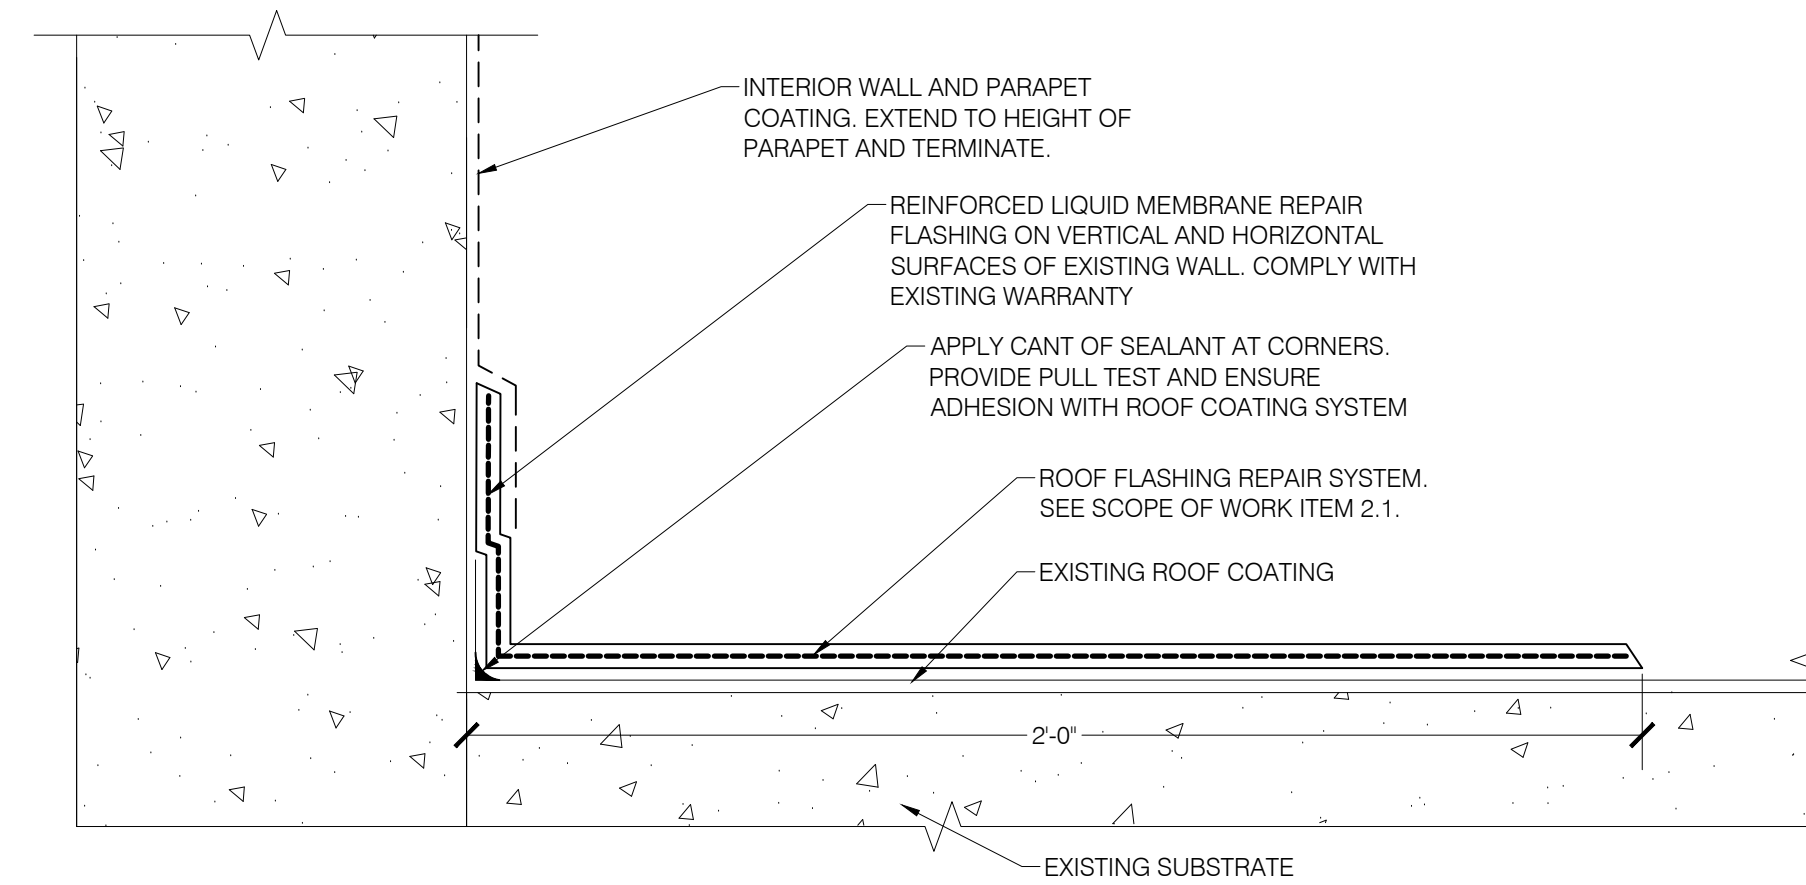 INTERIOR WALL AND PARAPET
COATING. EXTEND TO HEIGHT OF
PARAPET AND TERMINATE.
REINFORCED LIQUID MEMBRANE REPAIR
FLASHING ON VERTICAL AND HORIZONTAL
SURFACES OF EXISTING WALL. COMPLY WITH
EXISTING WARRANTY
APPLY CANT OF SEALANT AT CORNERS.
PROVIDE PULL TEST AND ENSURE
ADHESION WITH ROOF COATING SYSTEM
ROOF FLASHING REPAIR SYSTEM.
SEE SCOPE OF WORK ITEM 2.1.
EXISTING ROOF COATING
2'-0"
EXISTING SUBSTRATE